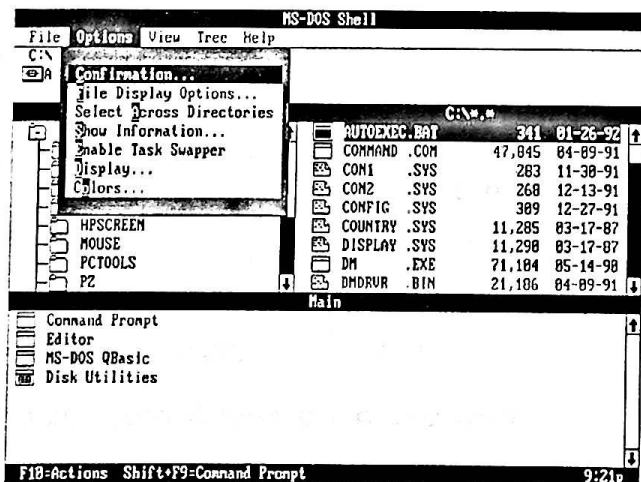 MS-DOS Shell
File Options View Tree Help
C:\
A
Confirmation...
File Display Options...
Select Across Directories
Show Information...
Enable Task Swapper
Display...
Colors...
HPSCREEN
MOUSE
PCTOOLS
PZ
C:\*.*
AUTOEXEC.BAT 341 01-26-92
COMMAND .COM 47,845 04-09-91
CON1 .SYS 283 11-30-91
CON2 .SYS 268 12-13-91
CONFIG .SYS 309 12-27-91
COUNTRY .SYS 11,285 03-17-87
DISPLAY .SYS 11,290 03-17-87
DM .EXE 71,184 05-14-90
DMDRVR .BIN 21,186 04-09-91
Main
Command Prompt
Editor
MS-DOS QBasic
Disk Utilities
F10=Actions Shift+F9=Command Prompt 9:21p